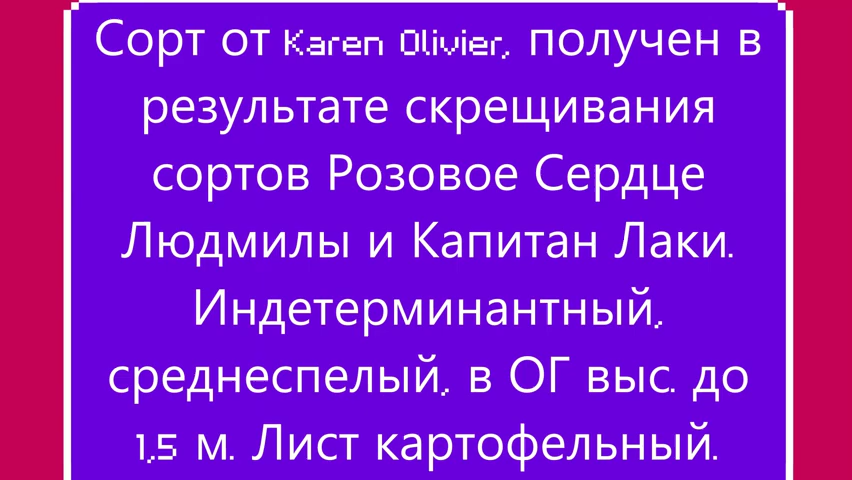 Сорт от Karen Olivier, получен в
результате скрещивания
сортов Розовое Сердце
Людмилы и Капитан Лаки.
Индетерминантный,
среднеспелый, в ОГ выс. до
1,5 м. Лист картофельный.